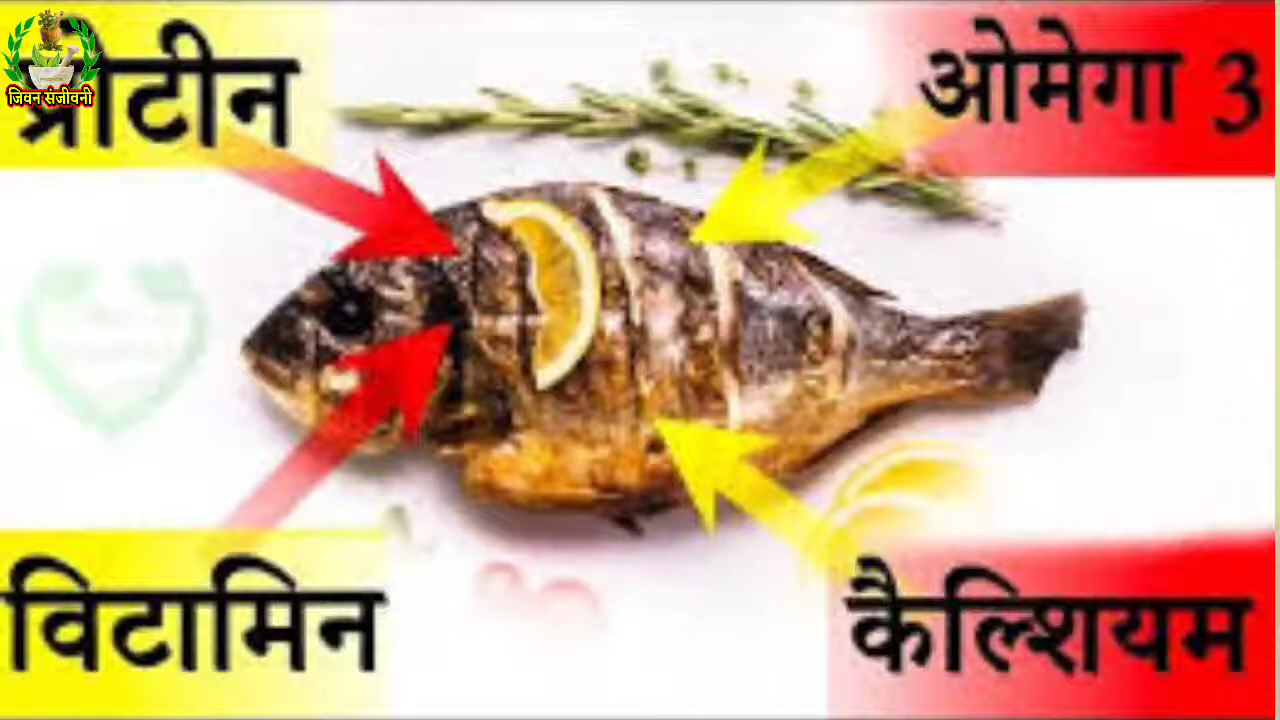 जिवन संजीवनी
प्रोटीन
ओमेगा 3
विटामिन
कैल्शियम